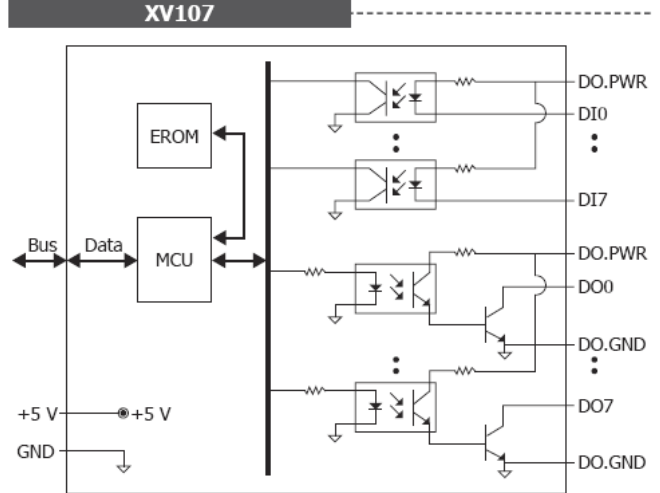 XV107
DO.PWR
EROM
DI0
DI7
Bus
Data
MCU
DO.PWR
DO0
DO.GND
DO7
+5 V
+5 V
GND
DO.GND